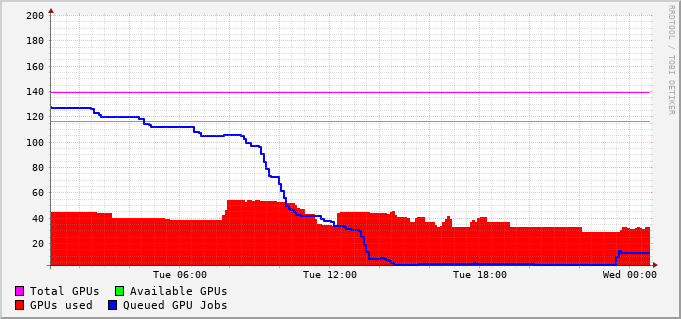 200
180
160
140
120
100
80
60
40
20
Tue 06:00 Tue 12:00 Tue 18:00 Wed 00:00
Total GPUs Available GPUs
GPUs used Queued GPU Jobs
RRDTOOL / TOBI OETIKER